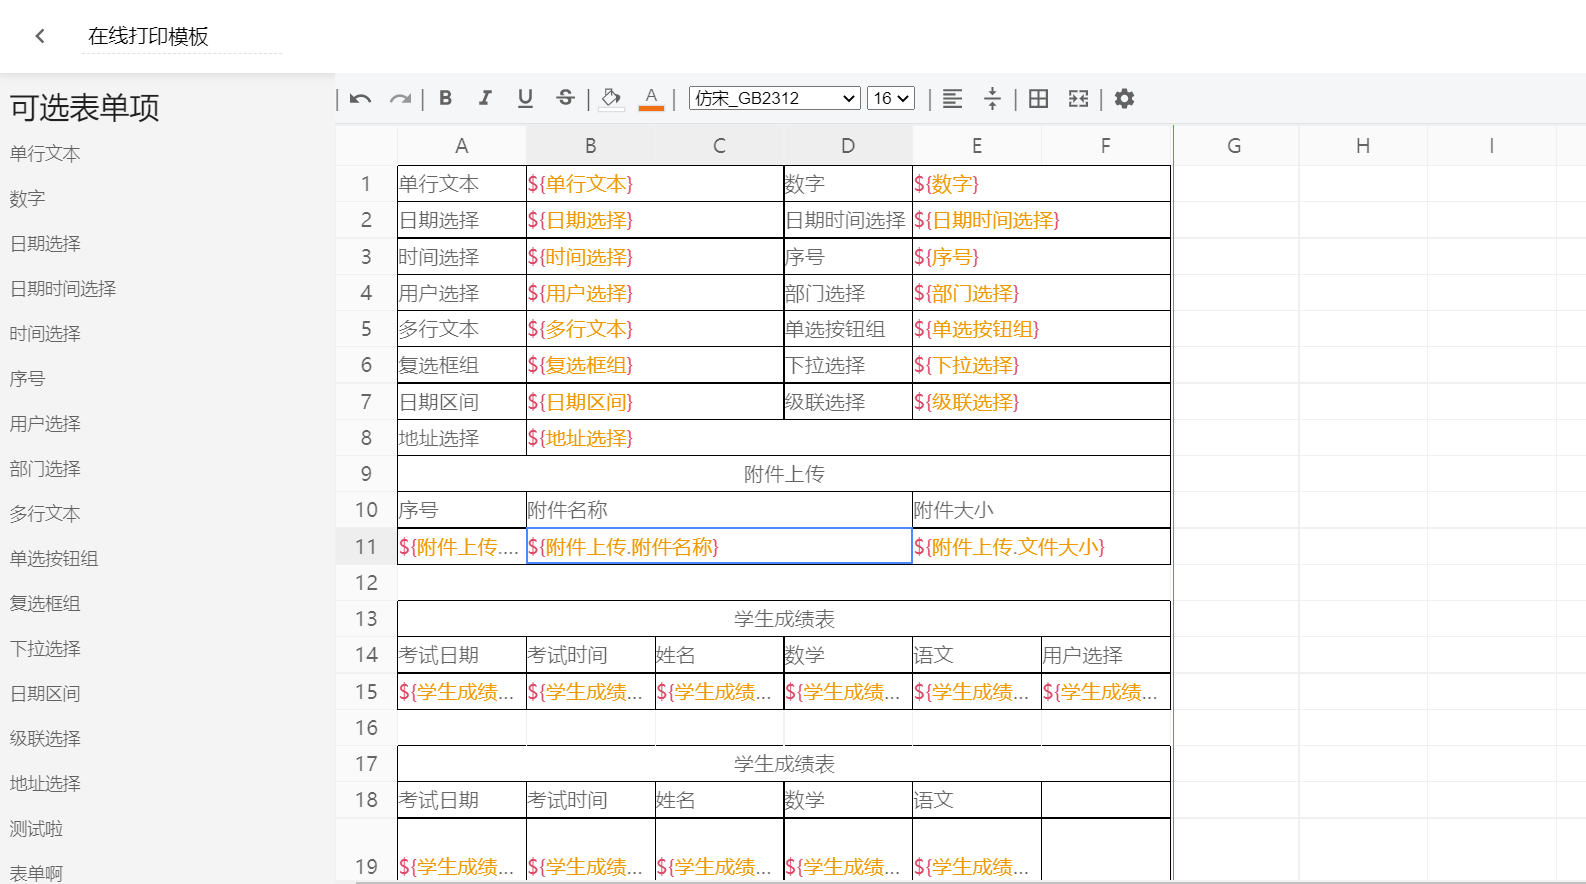 在线打印模板
可选表单项
单行文本
数字
日期选择
日期时间选择
时间选择
序号
用户选择
部门选择
多行文本
单选按钮组
复选框组
下拉选择
日期区间
级联选择
地址选择
测试啦
表单啊
B I U S A 仿宋_GB2312 16
A B C D E F G H I
1 单行文本 ${单行文本} 数字 ${数字}
2 日期选择 ${日期选择} 日期时间选择 ${日期时间选择}
3 时间选择 ${时间选择} 序号 ${序号}
4 用户选择 ${用户选择} 部门选择 ${部门选择}
5 多行文本 ${多行文本} 单选按钮组 ${单选按钮组}
6 复选框组 ${复选框组} 下拉选择 ${下拉选择}
7 日期区间 ${日期区间} 级联选择 ${级联选择}
8 地址选择 ${地址选择}
9 附件上传
10 序号 附件名称 附件大小
11 ${附件上传.... ${附件上传.附件名称} ${附件上传.文件大小}
12
13 学生成绩表
14 考试日期 考试时间 姓名 数学 语文 用户选择
15 ${学生成绩... ${学生成绩... ${学生成绩... ${学生成绩... ${学生成绩... ${学生成绩...
16
17 学生成绩表
18 考试日期 考试时间 姓名 数学 语文
19 ${学生成绩... ${学生成绩... ${学生成绩... ${学生成绩... ${学生成绩...